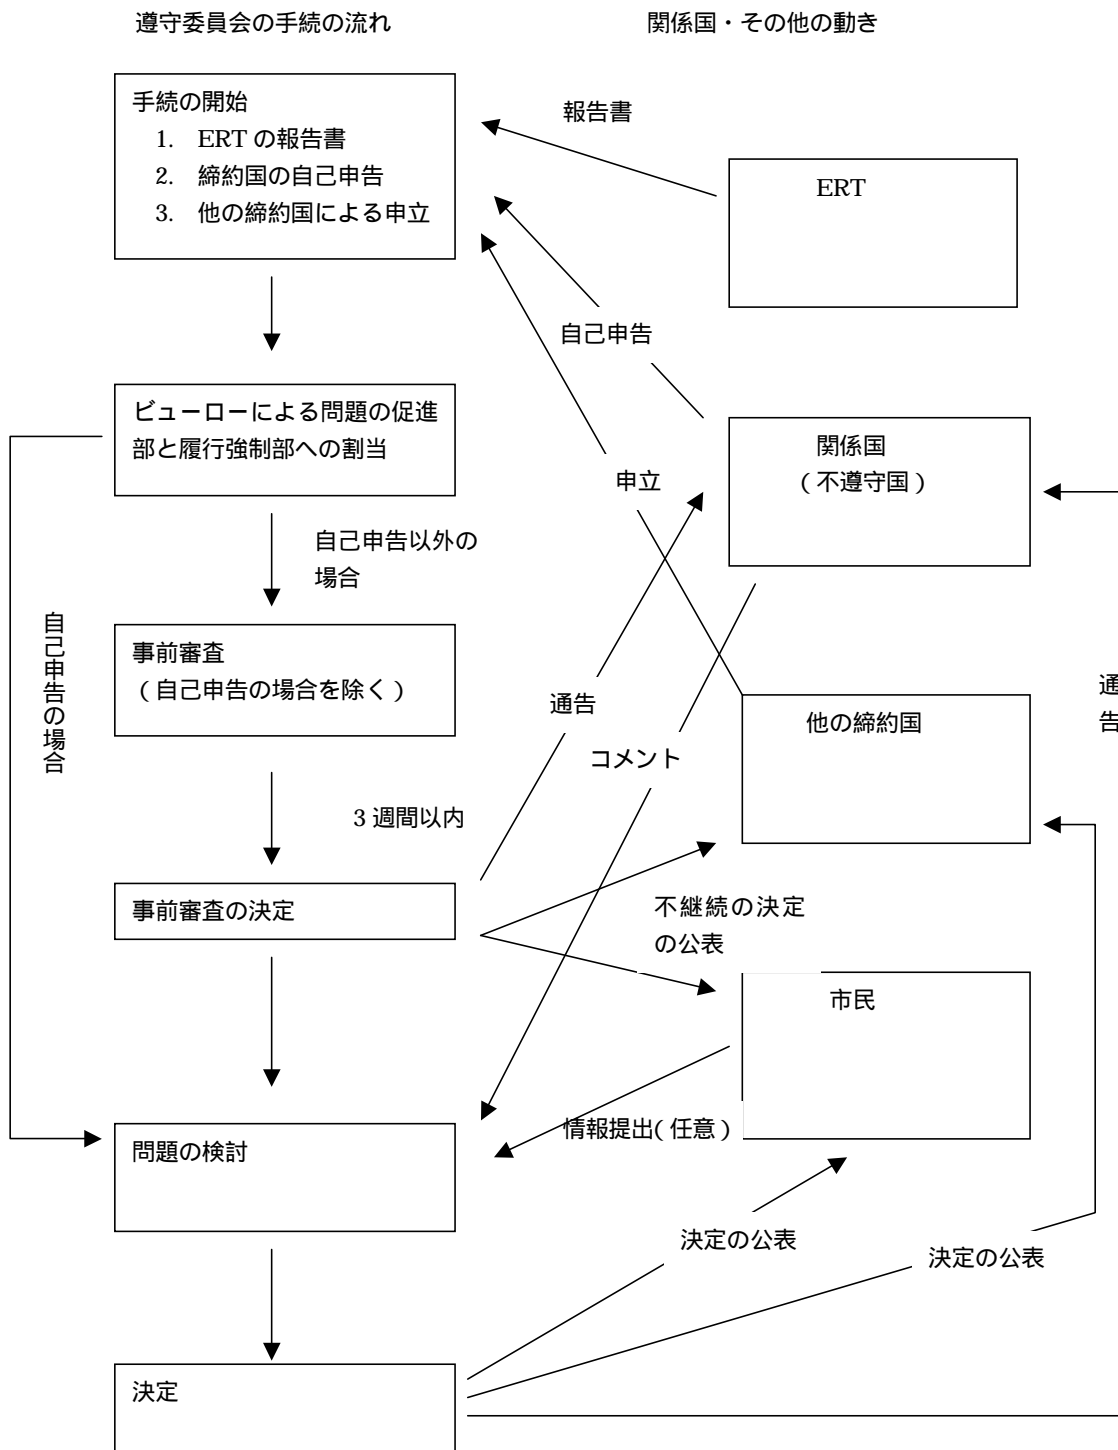 遵守委員会の手続の流れ
関係国・その他の動き
手続の開始
1. ERT の報告書
2. 締約国の自己申告
3. 他の締約国による申立
報告書
ERT
自己申告
ビューローによる問題の促進
部と履行強制部への割当
関係国
（不遵守国）
申立
自己申告以外の
場合
自己申告の場合
事前審査
（自己申告の場合を除く）
通告
コメント
他の締約国
通
告
3 週間以内
事前審査の決定
不継続の決定
の公表
市民
情報提出（任意）
問題の検討
決定の公表
決定の公表
決定